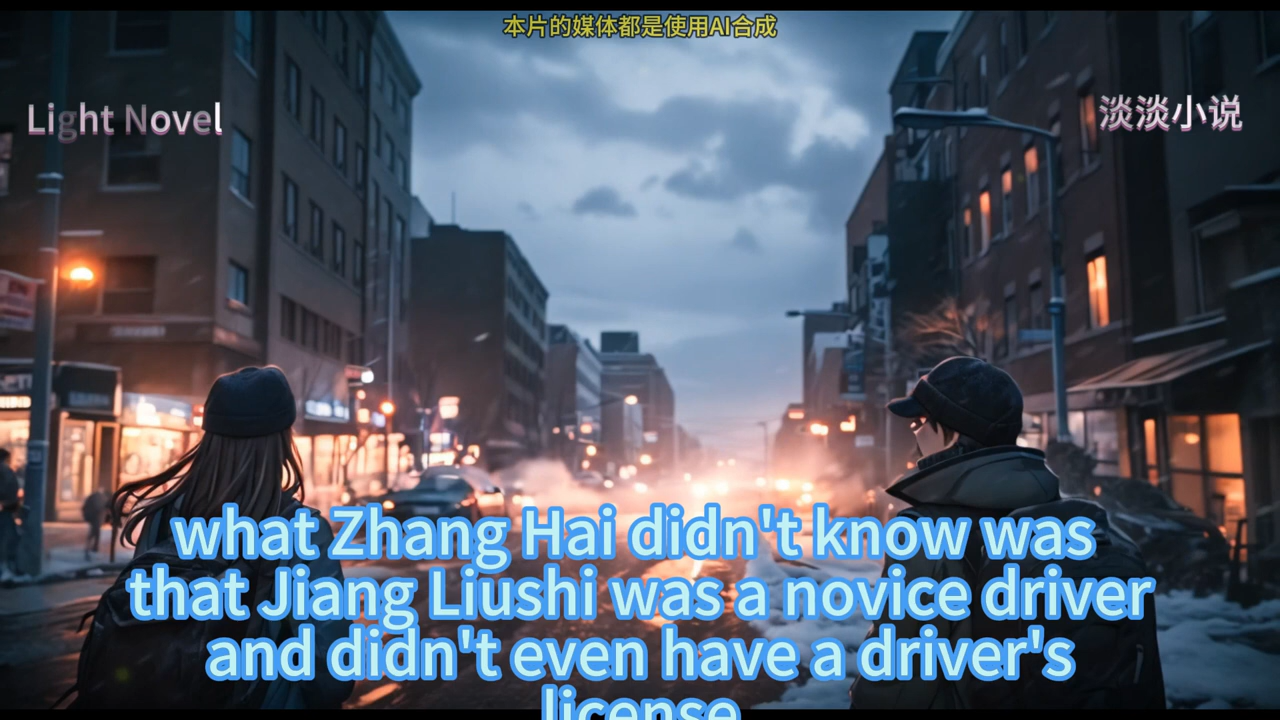 本片的媒体都是使用AI合成
Light Novel
淡淡小说
what Zhang Hai didn't know was
that Jiang Liushi was a novice driver
and didn't even have a driver's
license